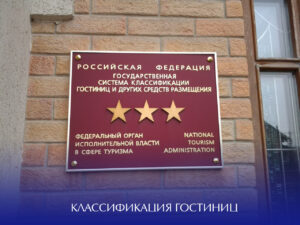 РОССИЙСКАЯ ФЕДЕРАЦИЯ
ГОСУДАРСТВЕННАЯ
СИСТЕМА КЛАССИФИКАЦИИ
ГОСТИНИЦ И ДРУГИХ СРЕДСТВ РАЗМЕЩЕНИЯ
ФЕДЕРАЛЬНЫЙ ОРГАН
ИСПОЛНИТЕЛЬНОЙ ВЛАСТИ
В СФЕРЕ ТУРИЗМА
NATIONAL
TOURISM
ADMINISTRATION
КЛАССИФИКАЦИЯ ГОСТИНИЦ